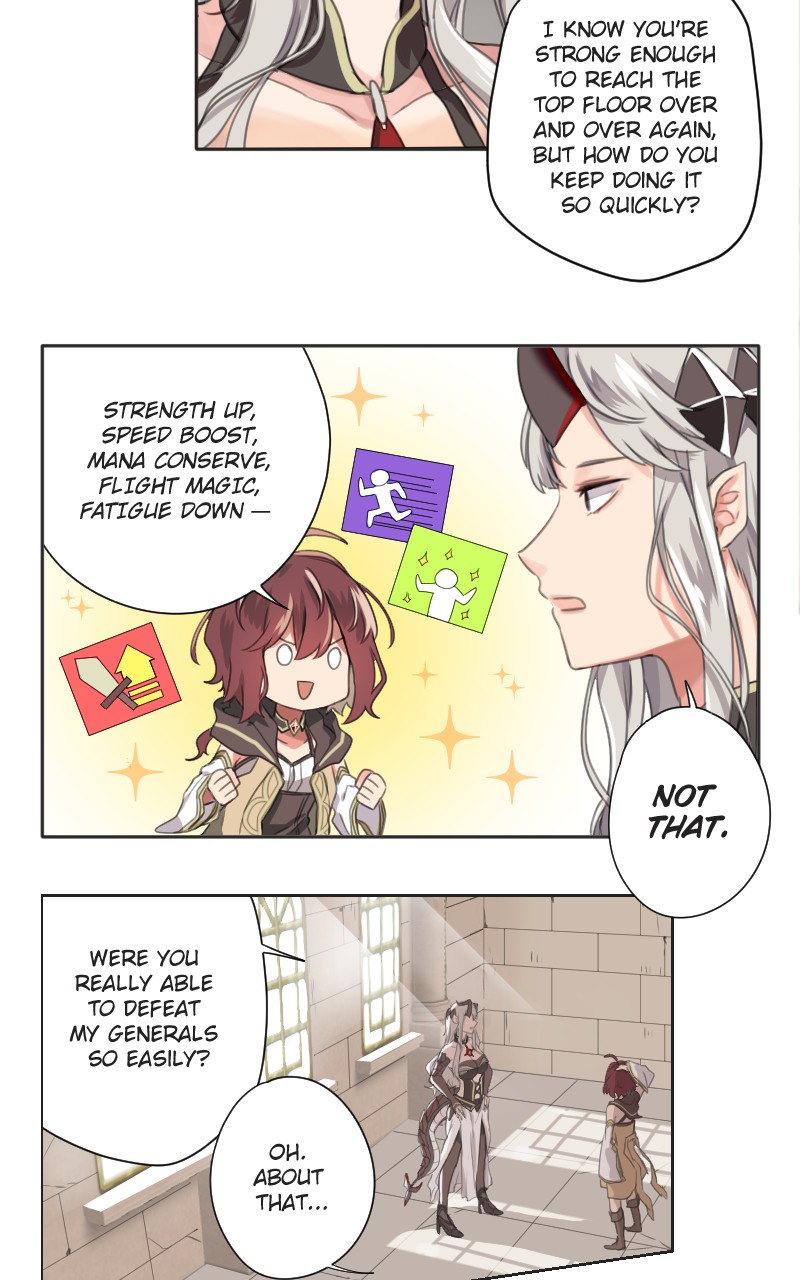 I KNOW YOU'RE
STRONG ENOUGH
TO REACH THE
TOP FLOOR OVER
AND OVER AGAIN,
BUT HOW DO YOU
KEEP DOING IT
SO QUICKLY?
STRENGTH UP,
SPEED BOOST,
MANA CONSERVE,
FLIGHT MAGIC,
FATIGUE DOWN —
NOT
THAT.
WERE YOU
REALLY ABLE
TO DEFEAT
MY GENERALS
SO EASILY?
OH.
ABOUT
THAT...